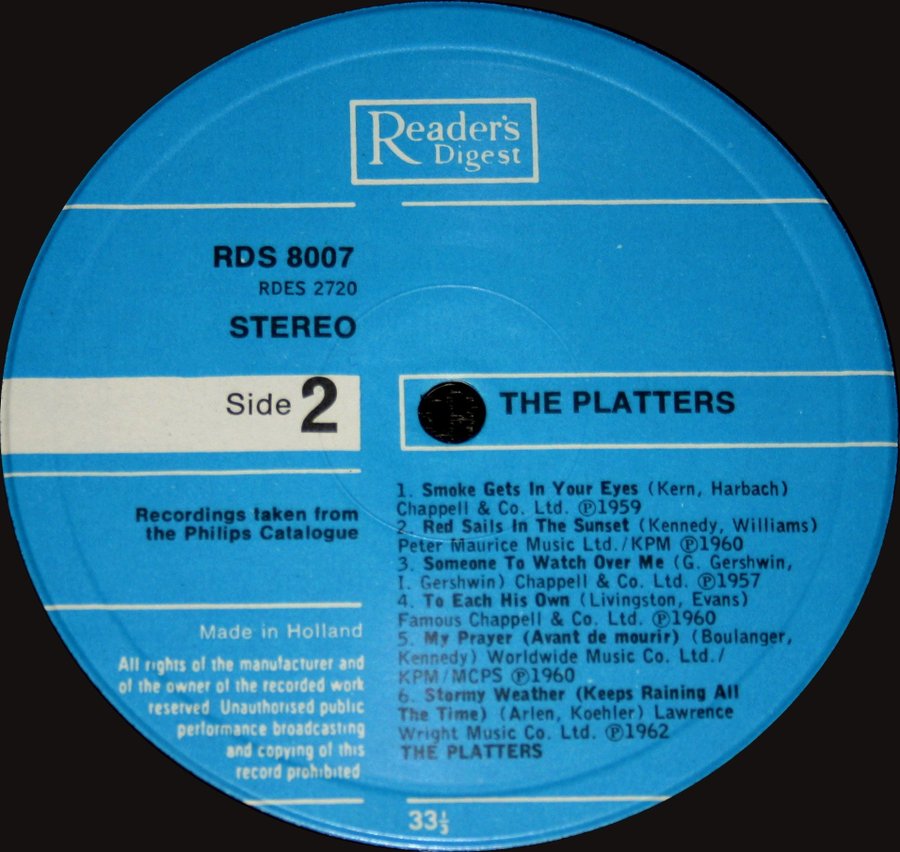 Reader's
Digest
RDS 8007
RDES 2720
STEREO
Side 2
THE PLATTERS
Recordings taken from
the Philips Catalogue
Made in Holland
All rights of the manufacturer and
of the owner of the recorded work
reserved. Unauthorised public
performance broadcasting
and copying of this
record prohibited
1. Smoke Gets In Your Eyes (Kern, Harbach)
Chappell & Co. Ltd. Ⓟ1959
2. Red Sails In The Sunset (Kennedy, Williams)
Peter Maurice Music Ltd./KPM Ⓟ1960
3. Someone To Watch Over Me (G. Gershwin,
I. Gershwin) Chappell & Co. Ltd. Ⓟ1957
4. To Each His Own (Livingston, Evans)
Famous Chappell & Co. Ltd. Ⓟ1960
5. My Prayer (Avant de mourir) (Boulanger,
Kennedy) Worldwide Music Co. Ltd./
KPM/MCPS Ⓟ1960
6. Stormy Weather (Keeps Raining All
The Time) (Arlen, Koehler) Lawrence
Wright Music Co. Ltd. Ⓟ1962
THE PLATTERS
33⅓